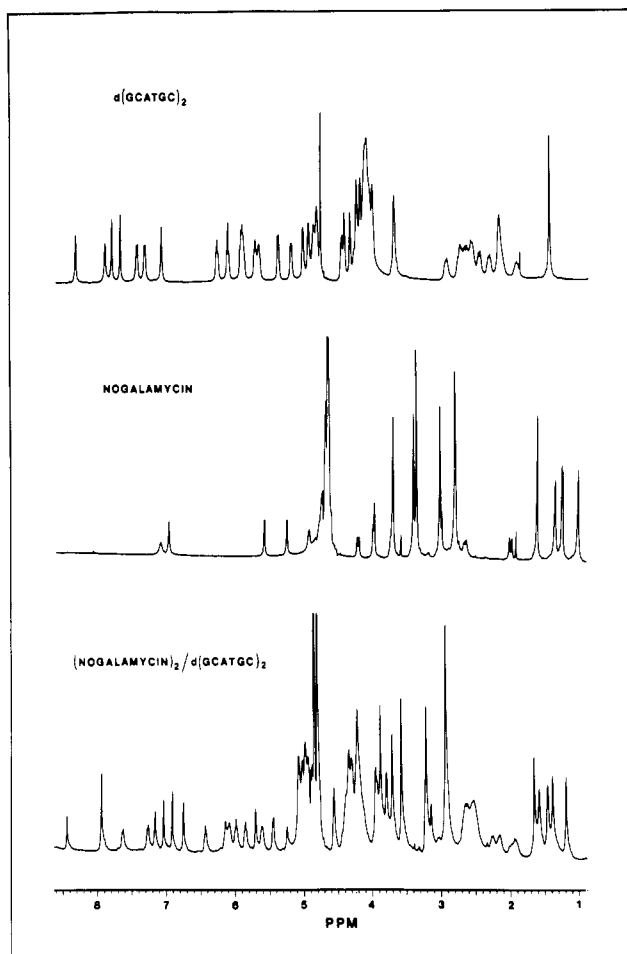 d(GCATGC)₂
NOGALAMYCIN
(NOGALAMYCIN)₂/d(GCATGC)₂
8 7 6 5 4 3 2 1
PPM